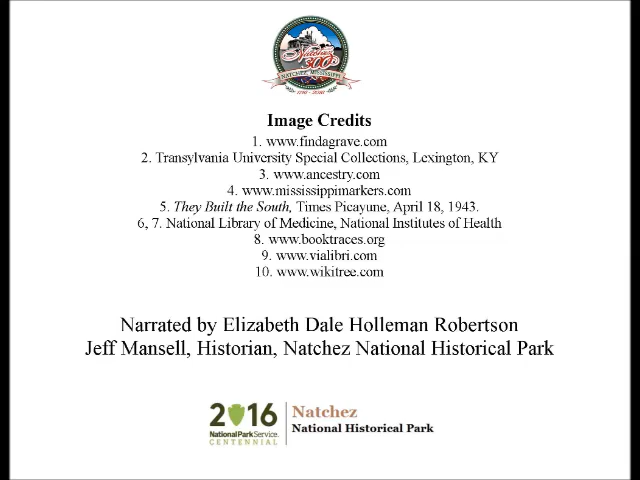 Natchez
300
NATCHEZ, MISSISSIPPI
Image Credits
1. www.findagrave.com
2. Transylvania University Special Collections, Lexington, KY
3. www.ancestry.com
4. www.mississippimarkers.com
5. They Built the South, Times Picayune, April 18, 1943.
6, 7. National Library of Medicine, National Institutes of Health
8. www.booktraces.org
9. www.vialibri.com
10. www.wikitree.com
Narrated by Elizabeth Dale Holleman Robertson
Jeff Mansell, Historian, Natchez National Historical Park
2016
National Park Service
CENTENNIAL
Natchez
National Historical Park